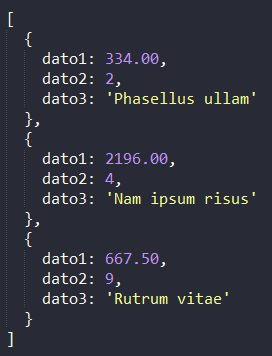 [
  {
    dato1: 334.00,
    dato2: 2,
    dato3: 'Phasellus ullam'
  },
  {
    dato1: 2196.00,
    dato2: 4,
    dato3: 'Nam ipsum risus'
  },
  {
    dato1: 667.50,
    dato2: 9,
    dato3: 'Rutrum vitae'
  }
]